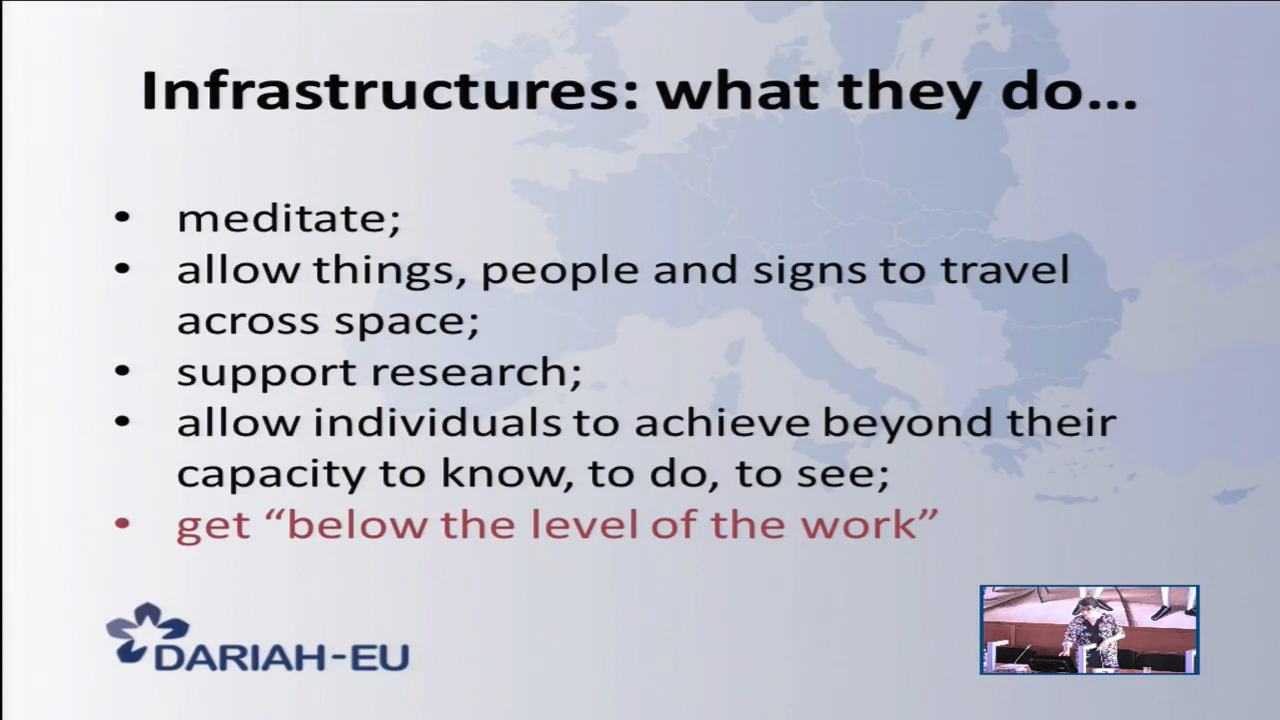 Infrastructures: what they do…
• meditate;
• allow things, people and signs to travel
across space;
• support research;
• allow individuals to achieve beyond their
capacity to know, to do, to see;
• get “below the level of the work”
DARIAH-EU